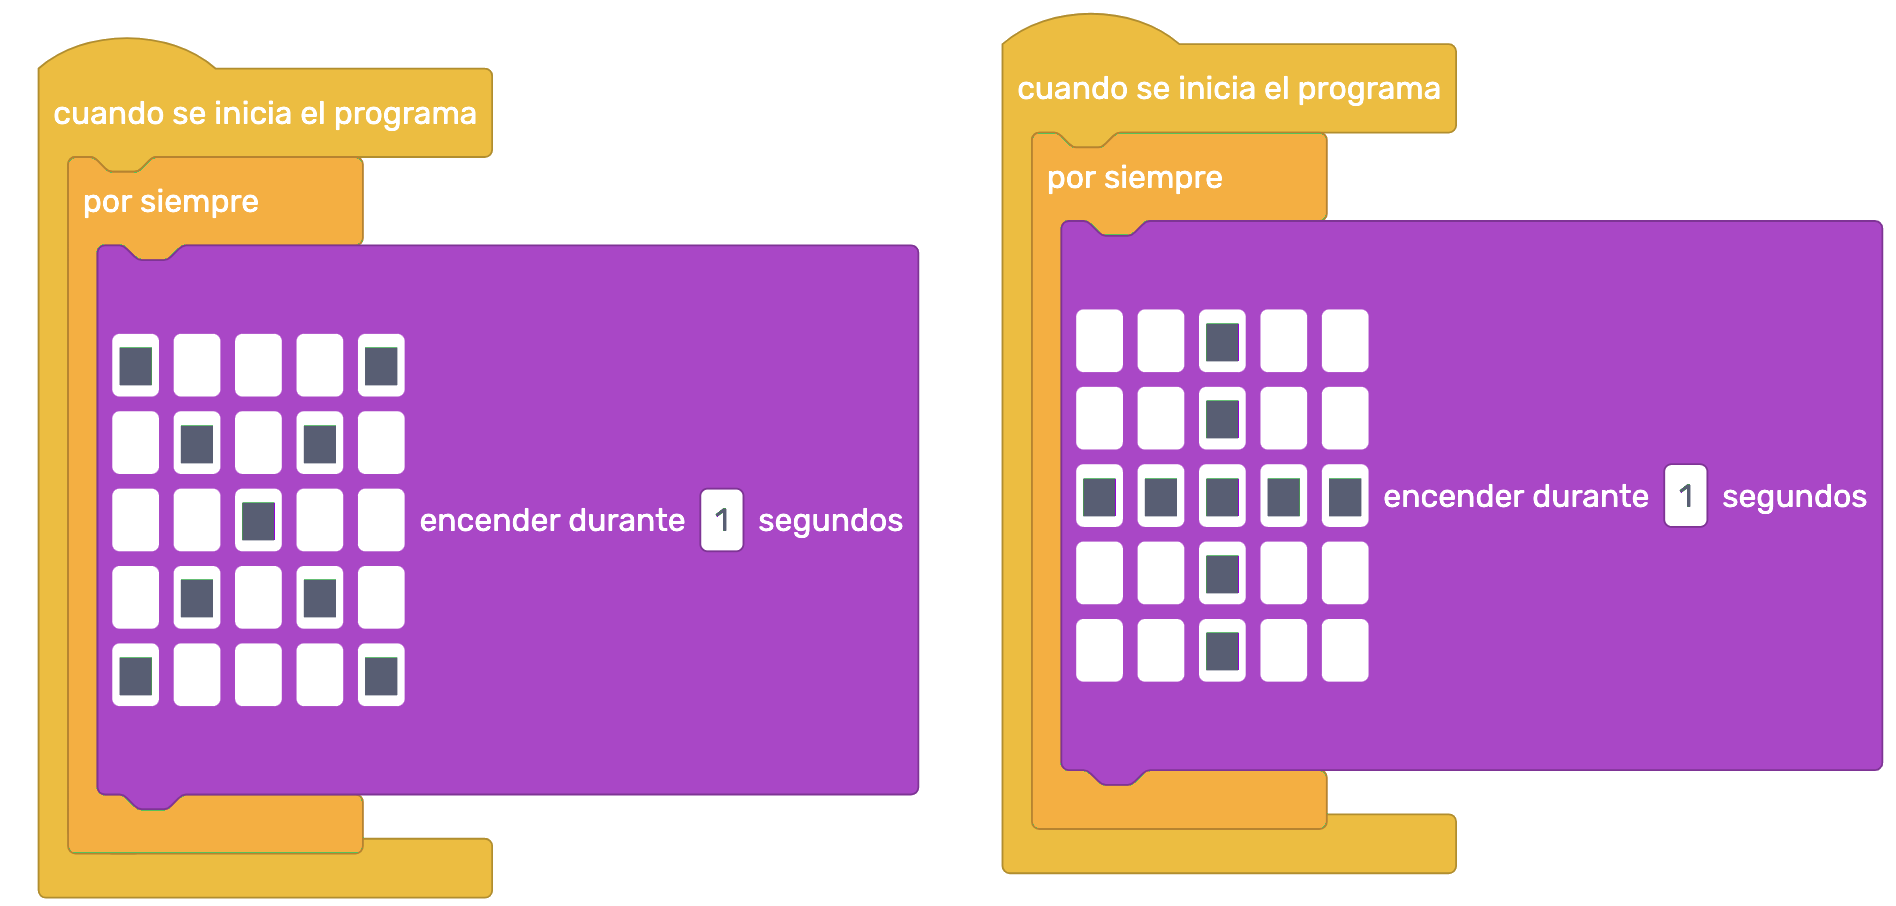 cuando se inicia el programa
por siempre
encender durante 1 segundos
cuando se inicia el programa
por siempre
encender durante 1 segundos